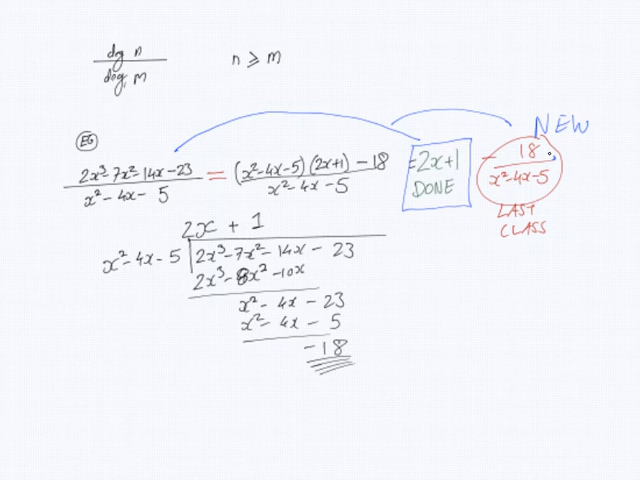 deg n / deg m
n ≥ m
NEW
EG
(2x³-7x²-14x-23)/(x²-4x-5) = ((x²-4x-5)(2x+1)-18)/(x²-4x-5) = 2x+1 - 18/(x²-4x-5)
DONE
LAST
CLASS
2x + 1
x²-4x-5 | 2x³-7x²-14x-23
2x³-8x²-10x
x²-4x-23
x²-4x-5
-18